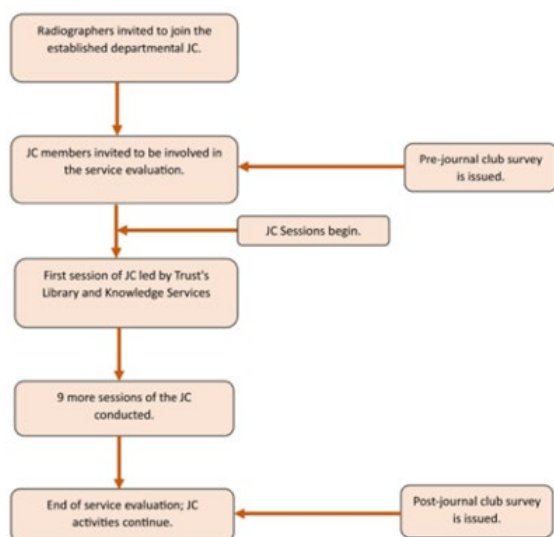 Radiographers invited to join the
established departmental JC.
JC members invited to be involved in
the service evaluation.
Pre-journal club survey
is issued.
JC Sessions begin.
First session of JC led by Trust's
Library and Knowledge Services
9 more sessions of the JC
conducted.
End of service evaluation; JC
activities continue.
Post-journal club survey
is issued.